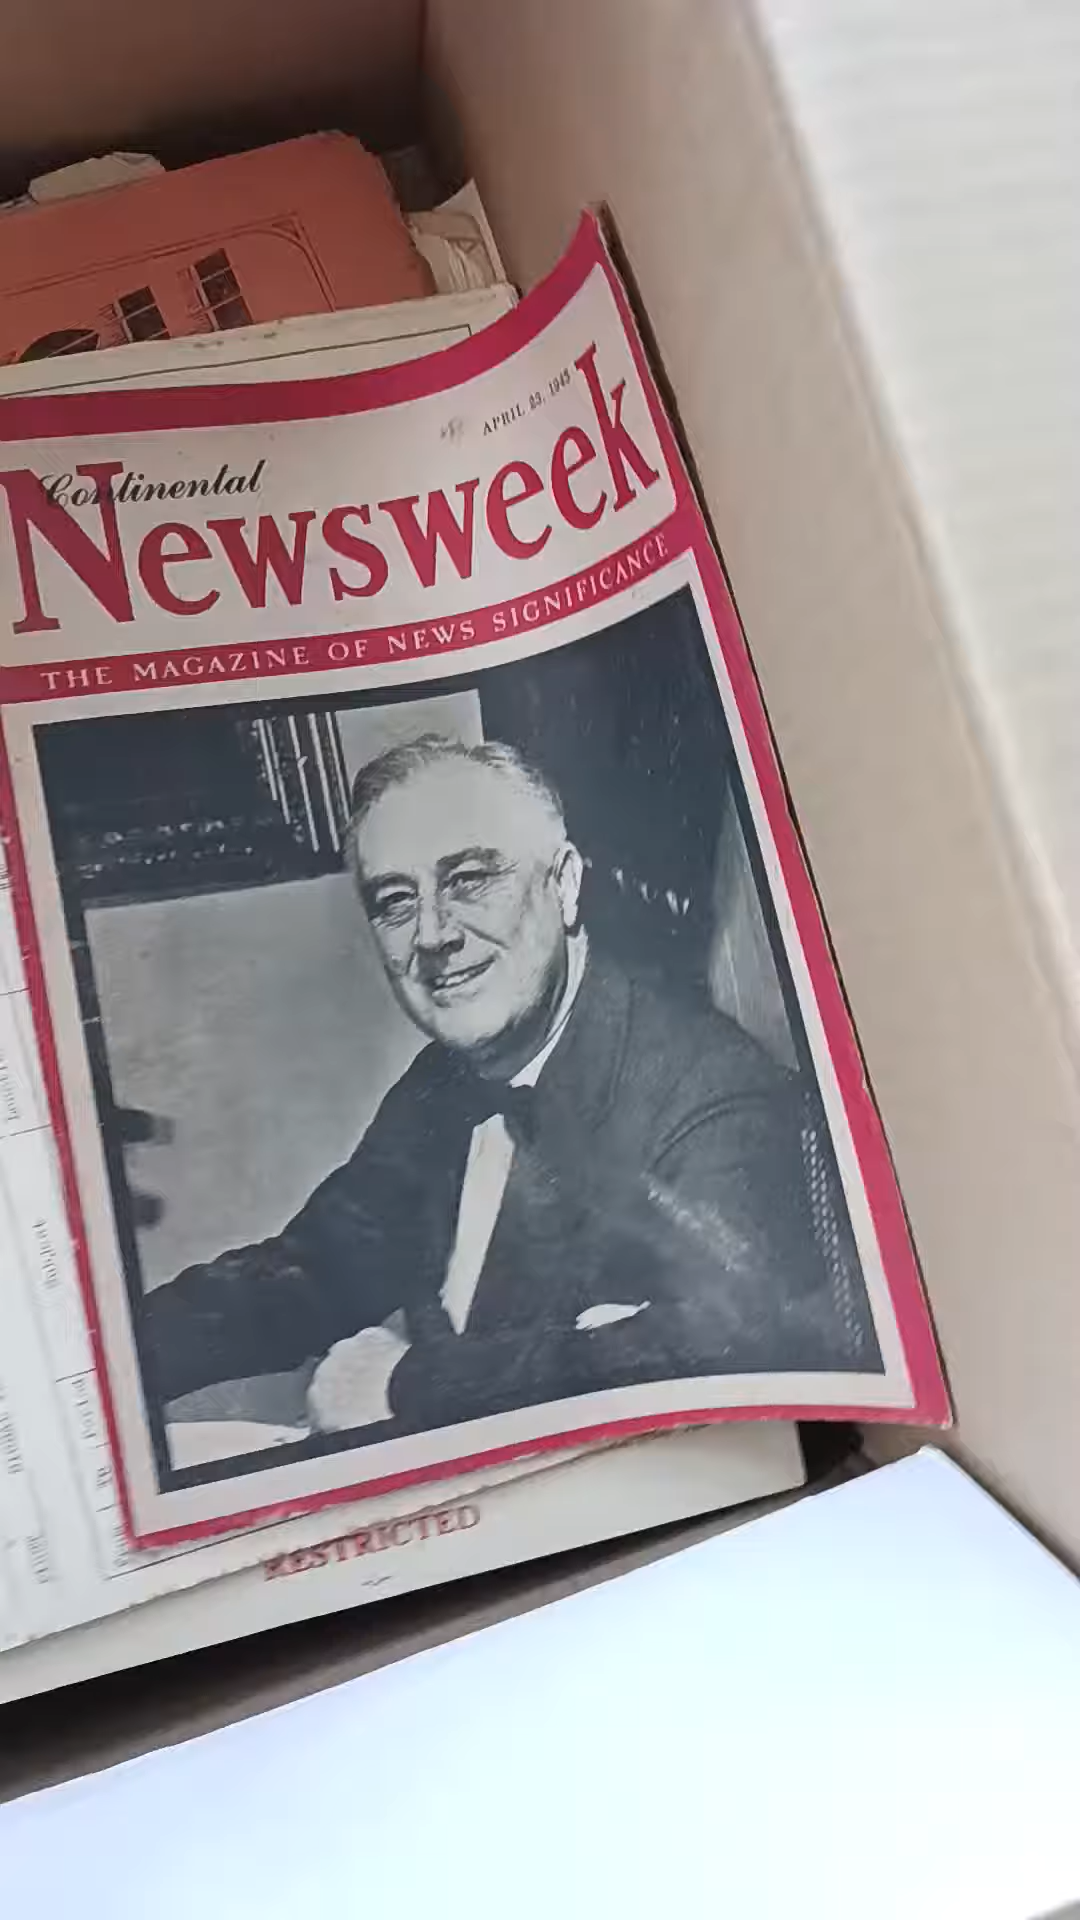 APRIL 23, 1945
Continental
Newsweek
THE MAGAZINE OF NEWS SIGNIFICANCE
RESTRICTED